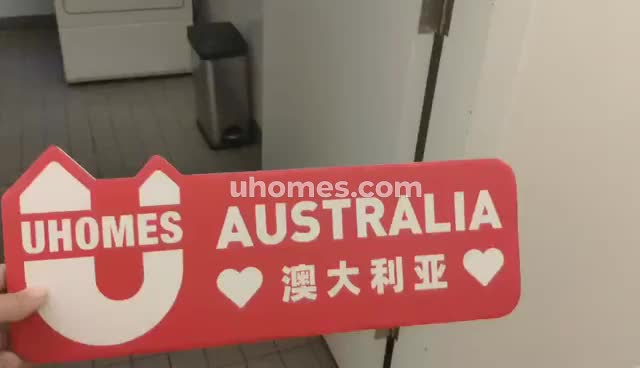 uhomes.com
UHOMES
AUSTRALIA
澳大利亚